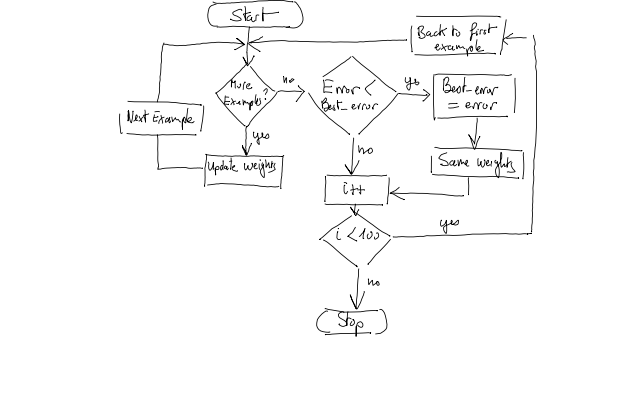 Start
Back to first
example
More
Examples?
no
Error <
Best_error
yes
Best_error
= error
Next Example
yes
Update weights
no
Save weights
i++
i < 100
yes
no
Stop